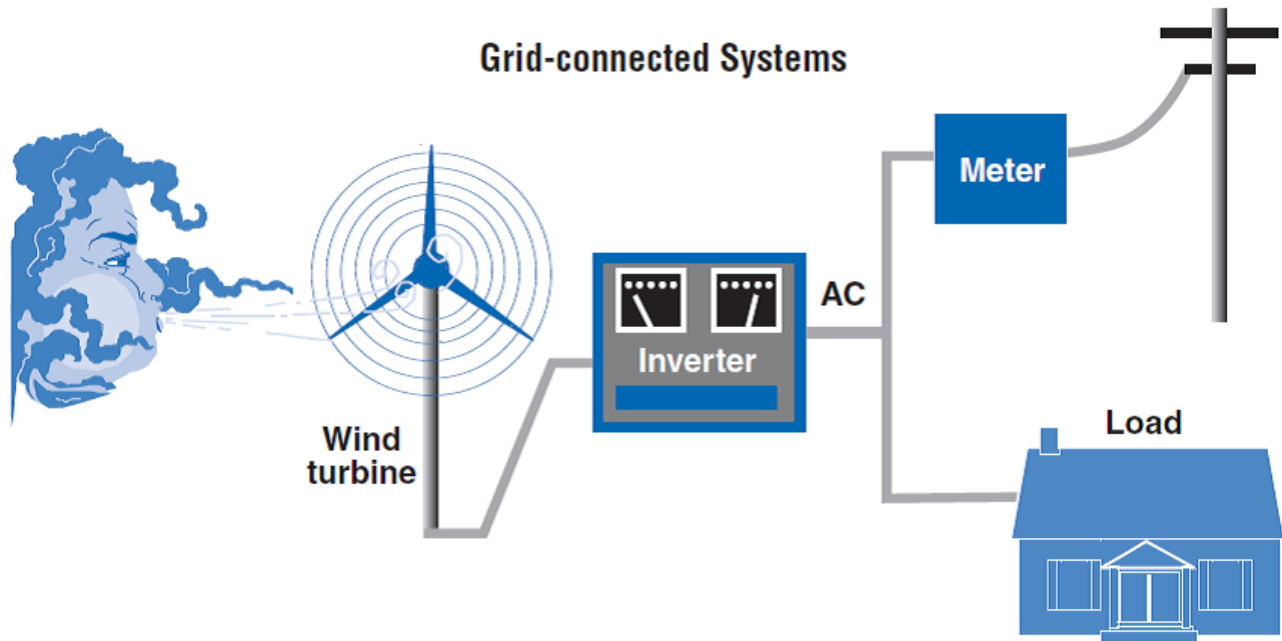 Grid-connected Systems
Meter
AC
Inverter
Load
Wind
turbine